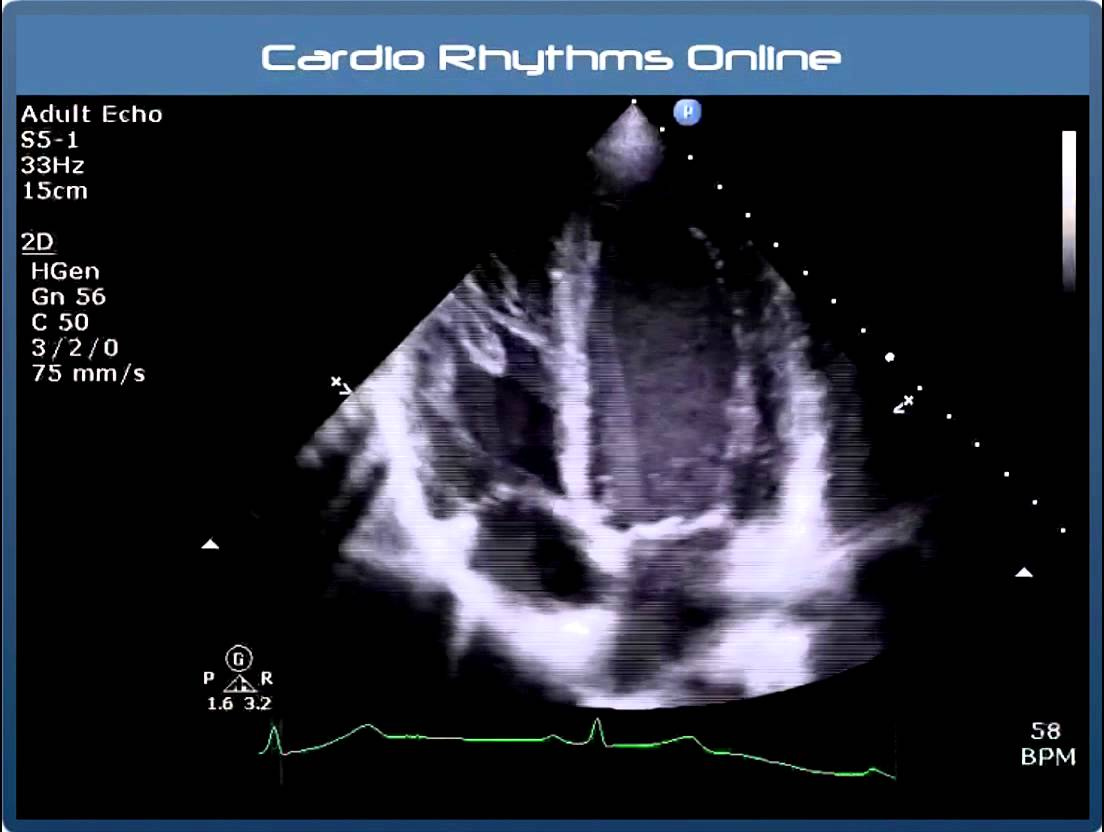 Cardio Rhythms Online
Adult Echo
S5-1
33Hz
15cm
2D
HGen
Gn 56
C 50
3/2/0
75 mm/s
P
x
x
G
P R
1.6 3.2
58
BPM